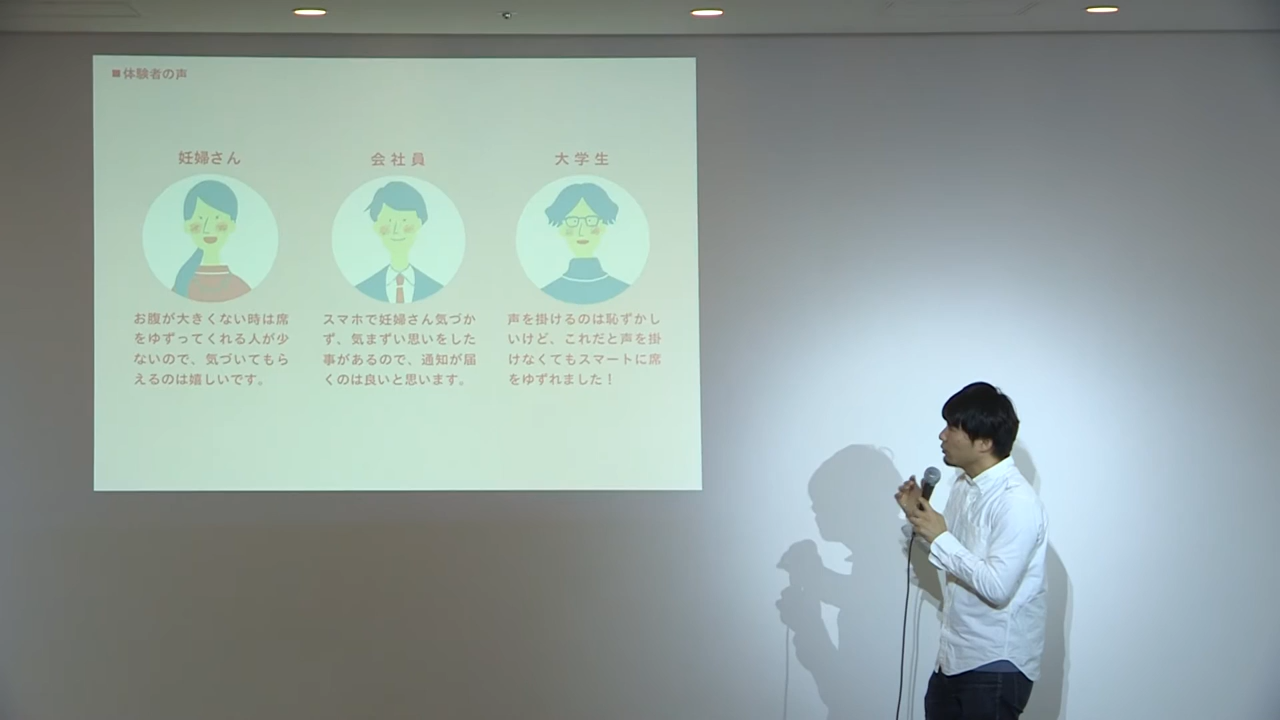 ■体験者の声
妊婦さん
お腹が大きくない時は席
をゆずってくれる人が少
ないので、気づいてもら
えるのは嬉しいです。
会社員
スマホで妊婦さん気づか
ず、気まずい思いをした
事があるので、通知が届
くのは良いと思います。
大学生
声を掛けるのは恥ずかし
いけど、これだと声を掛
けなくてもスマートに席
をゆずれました！